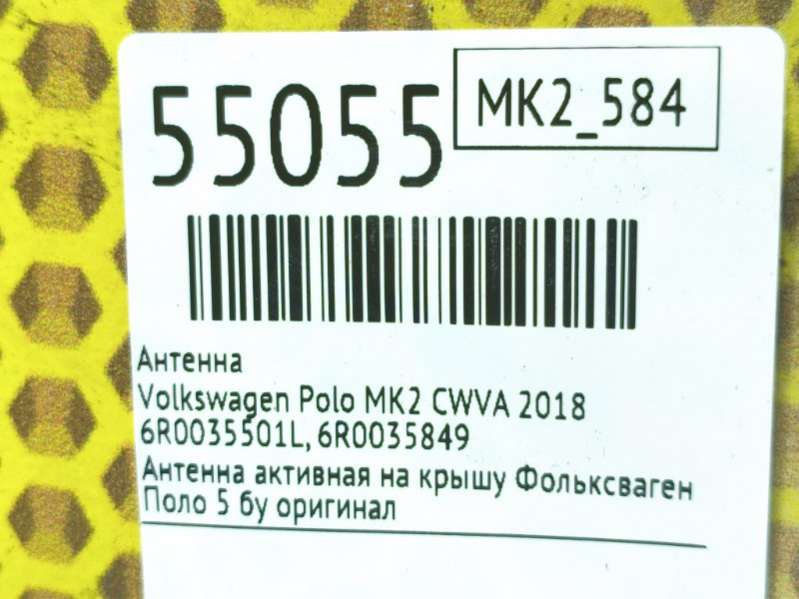 55055
MK2_584
Антенна
Volkswagen Polo MK2 CWVA 2018
6R0035501L, 6R0035849
Антенна активная на крышу Фольксваген
Поло 5 бу оригинал